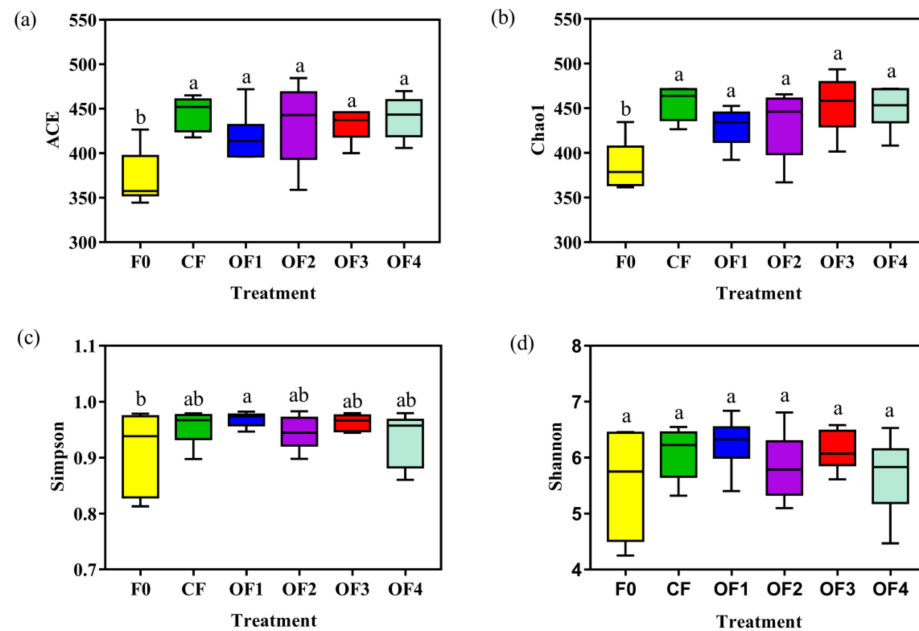 (a)
550
500
450
400
350
300
ACE
b a a a a a
F0 CF OF1 OF2 OF3 OF4
Treatment
(b)
550
500
450
400
350
300
Chao1
b a a a a a
F0 CF OF1 OF2 OF3 OF4
Treatment
(c)
1.1
1.0
0.9
0.8
0.7
Simpson
b ab a ab ab ab
F0 CF OF1 OF2 OF3 OF4
Treatment
(d)
8
7
6
5
4
Shannon
a a a a a a
F0 CF OF1 OF2 OF3 OF4
Treatment